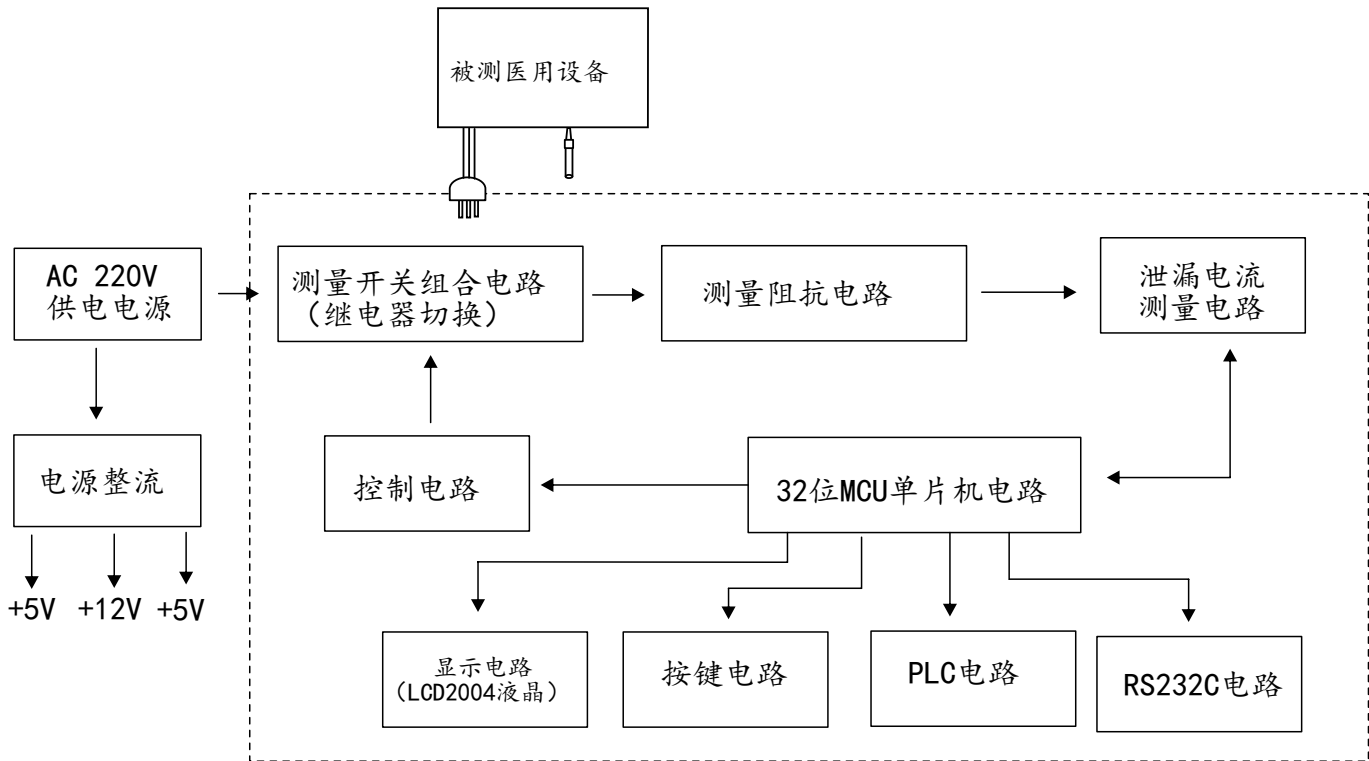 被测医用设备
AC 220V
供电电源
测量开关组合电路
(继电器切换)
测量阻抗电路
泄漏电流
测量电路
电源整流
控制电路
32位MCU单片机电路
+5V
+12V
+5V
显示电路
(LCD2004液晶)
按键电路
PLC电路
RS232C电路